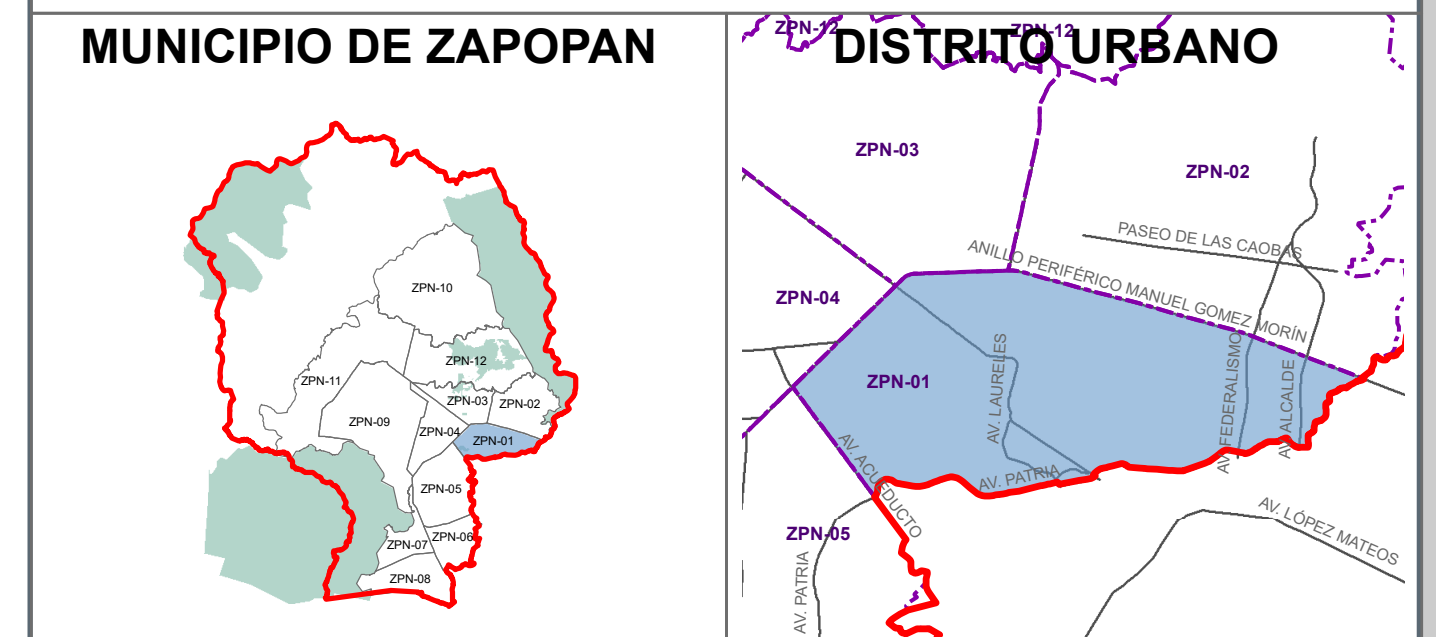 MUNICIPIO DE ZAPOPAN
ZPN-10
ZPN-12
ZPN-11
ZPN-03
ZPN-02
ZPN-09
ZPN-04
ZPN-01
ZPN-05
ZPN-06
ZPN-07
ZPN-08
DISTRITO URBANO
ZPN-12
ZPN-12
ZPN-03
ZPN-02
PASEO DE LAS CAOBAS
ANILLO PERIFÉRICO MANUEL GOMEZ MORÍN
ZPN-04
ZPN-01
AV. LAURELES
AV. FEDERALISMO
AV. ALCALDE
AV. ACUEDUCTO
AV. PATRIA
ZPN-05
AV. LÓPEZ MATEOS
AV. PATRIA